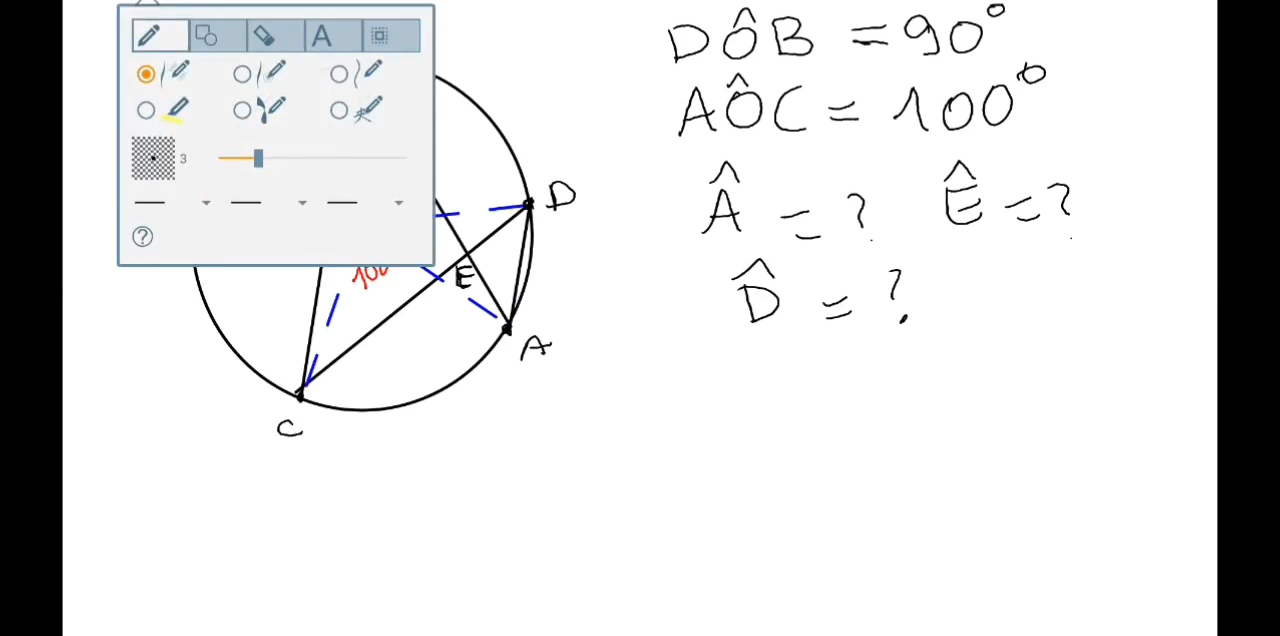 DÔB = 90°
AÔC = 100°
Â = ? Ê = ?
D̂ = ?
A
3
?
D
E
A
C